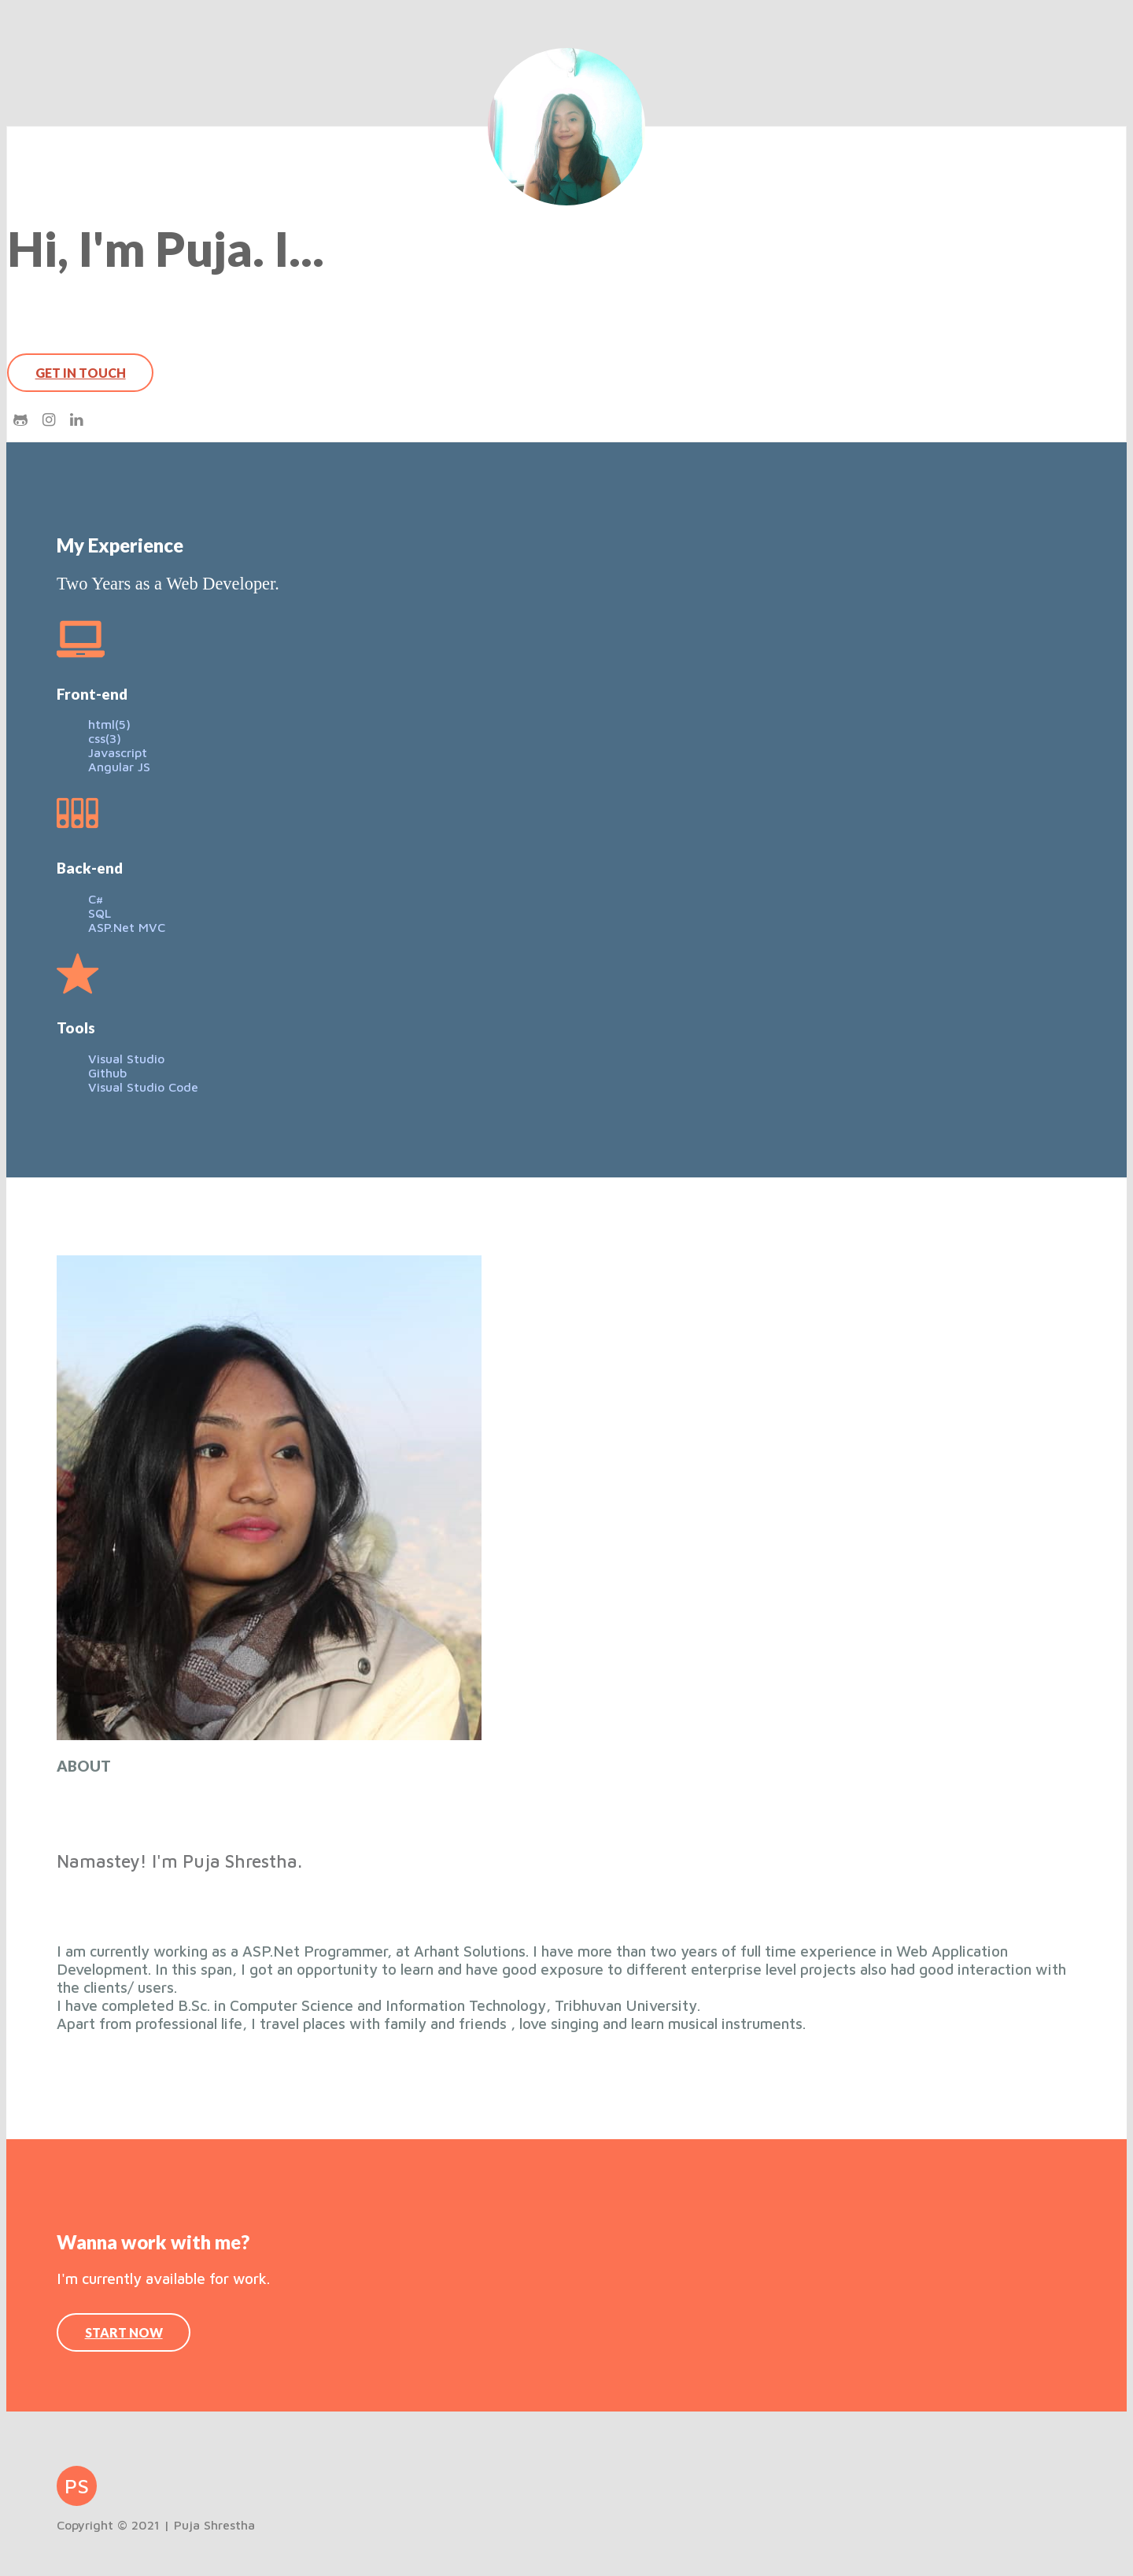 Hi, I'm Puja. I...
GET IN TOUCH
My Experience
Two Years as a Web Developer.
Front-end
html(5)
css(3)
Javascript
Angular JS
Back-end
C#
SQL
ASP.Net MVC
Tools
Visual Studio
Github
Visual Studio Code
ABOUT
Namastey! I'm Puja Shrestha.
I am currently working as a ASP.Net Programmer, at Arhant Solutions. I have more than two years of full time experience in Web Application
Development. In this span, I got an opportunity to learn and have good exposure to different enterprise level projects also had good interaction with
the clients/ users.
I have completed B.Sc. in Computer Science and Information Technology, Tribhuvan University.
Apart from professional life, I travel places with family and friends , love singing and learn musical instruments.
Wanna work with me?
I'm currently available for work.
START NOW
PS
Copyright © 2021 | Puja Shrestha